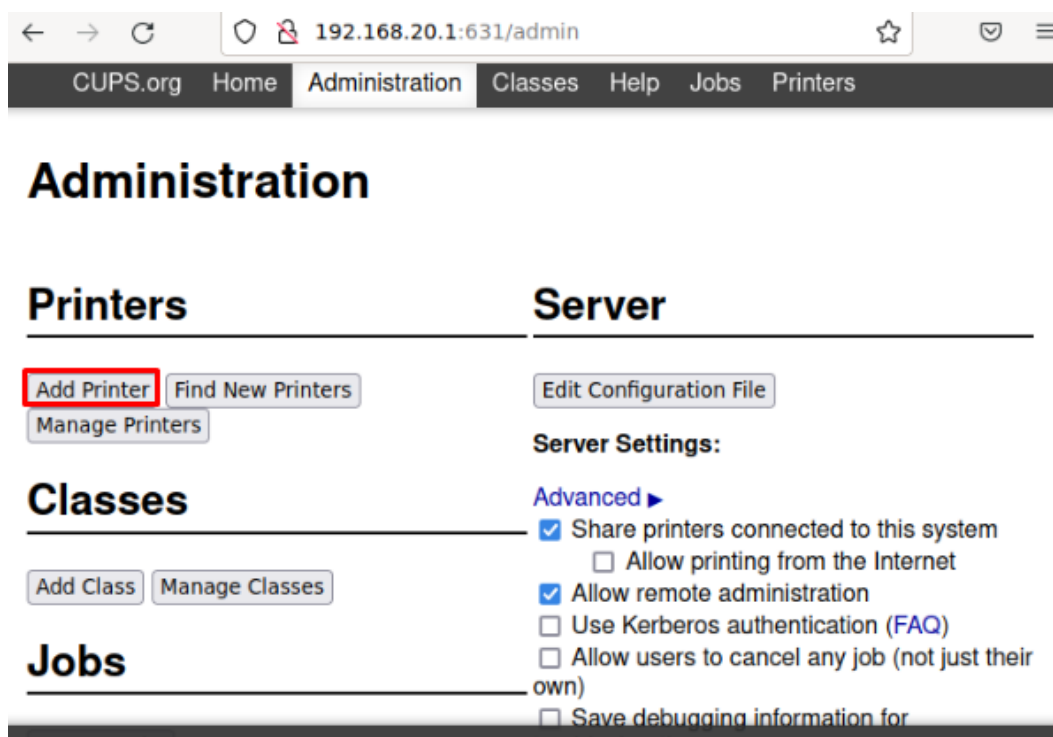 192.168.20.1:631/admin
CUPS.org Home Administration Classes Help Jobs Printers
Administration
Printers
Add Printer Find New Printers
Manage Printers
Classes
Add Class Manage Classes
Jobs
Server
Edit Configuration File
Server Settings:
Advanced ▶
Share printers connected to this system
Allow printing from the Internet
Allow remote administration
Use Kerberos authentication (FAQ)
Allow users to cancel any job (not just their
own)
Save debugging information for